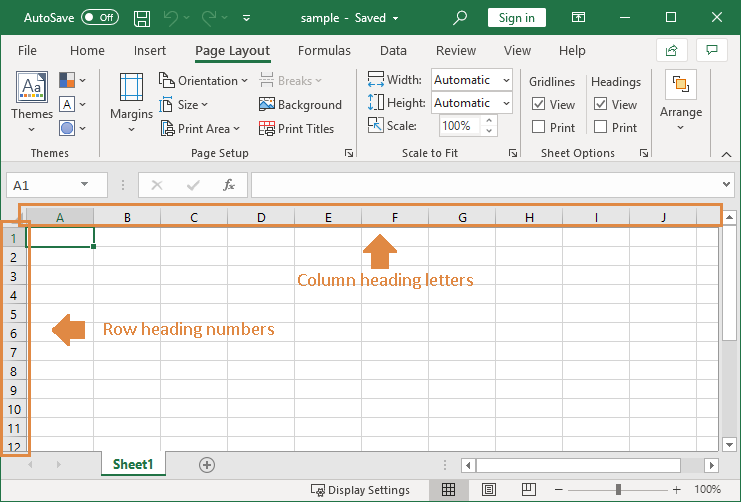 AutoSave Off sample - Saved Sign in
File Home Insert Page Layout Formulas Data Review View Help
Aa Themes A
Margins
Orientation
Size
Print Area
Breaks
Background
Print Titles
Width: Automatic
Height: Automatic
Scale: 100%
Gridlines Headings
View View
Print Print
Arrange
Themes Page Setup Scale to Fit Sheet Options
A1 fx
A B C D E F G H I J
1
2
3
Column heading letters
4
5
6
Row heading numbers
7
8
9
10
11
12
Sheet1
Display Settings 100%